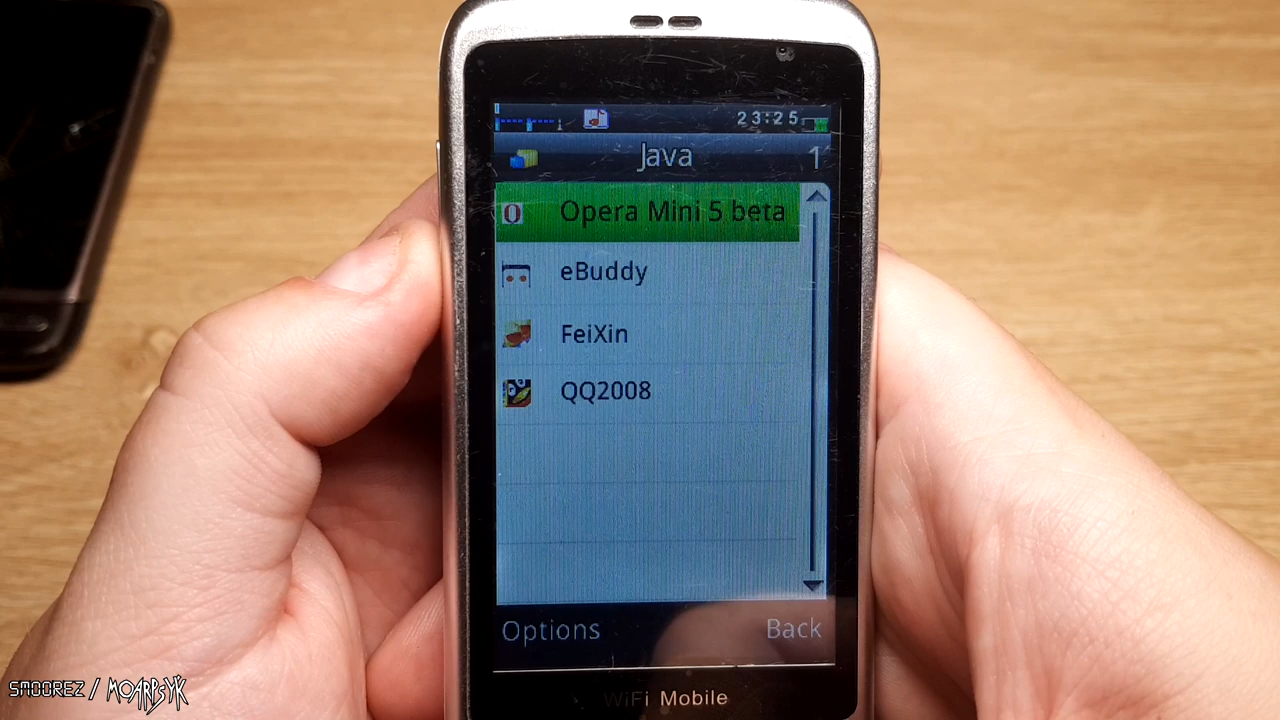 23:25
Java 1
Opera Mini 5 beta
eBuddy
FeiXin
QQ2008
Options Back
WiFi Mobile
SMOOREZ / MOARPSYK